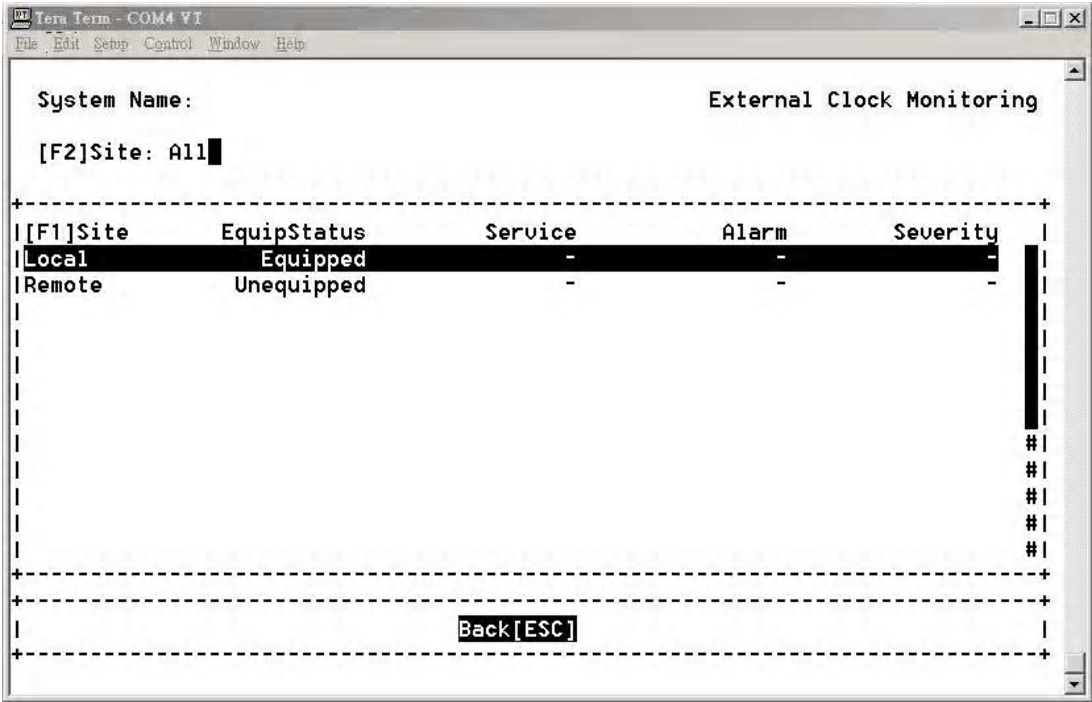 Tera Term - COM4 VT
File Edit Setup Control Window Help
System Name: External Clock Monitoring
[F2]Site: All
+------------------------------------------------------------------------------+
|[F1]Site EquipStatus Service Alarm Severity |
|Local Equipped - - - |
|Remote Unequipped - - - |
|
|
|
|
|
| #|
| #|
| #|
| #|
| #|
+------------------------------------------------------------------------------+
+------------------------------------------------------------------------------+
| Back[ESC] |
+------------------------------------------------------------------------------+